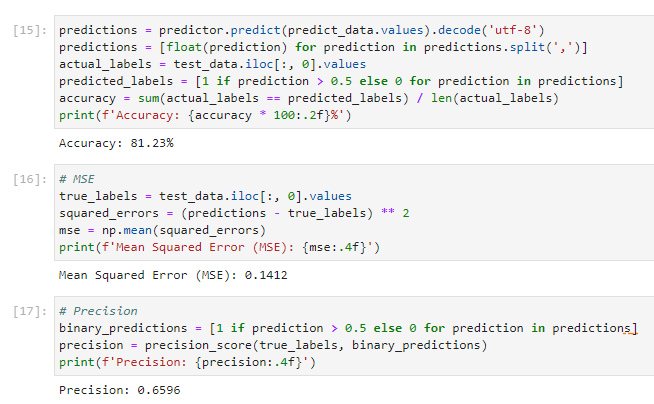 [15]: predictions = predictor.predict(predict_data.values).decode('utf-8')
predictions = [float(prediction) for prediction in predictions.split(',')]
actual_labels = test_data.iloc[:, 0].values
predicted_labels = [1 if prediction > 0.5 else 0 for prediction in predictions]
accuracy = sum(actual_labels == predicted_labels) / len(actual_labels)
print(f'Accuracy: {accuracy * 100:.2f}%')
Accuracy: 81.23%
[16]: # MSE
true_labels = test_data.iloc[:, 0].values
squared_errors = (predictions - true_labels) ** 2
mse = np.mean(squared_errors)
print(f'Mean Squared Error (MSE): {mse:.4f}')
Mean Squared Error (MSE): 0.1412
[17]: # Precision
binary_predictions = [1 if prediction > 0.5 else 0 for prediction in predictions]
precision = precision_score(true_labels, binary_predictions)
print(f'Precision: {precision:.4f}')
Precision: 0.6596